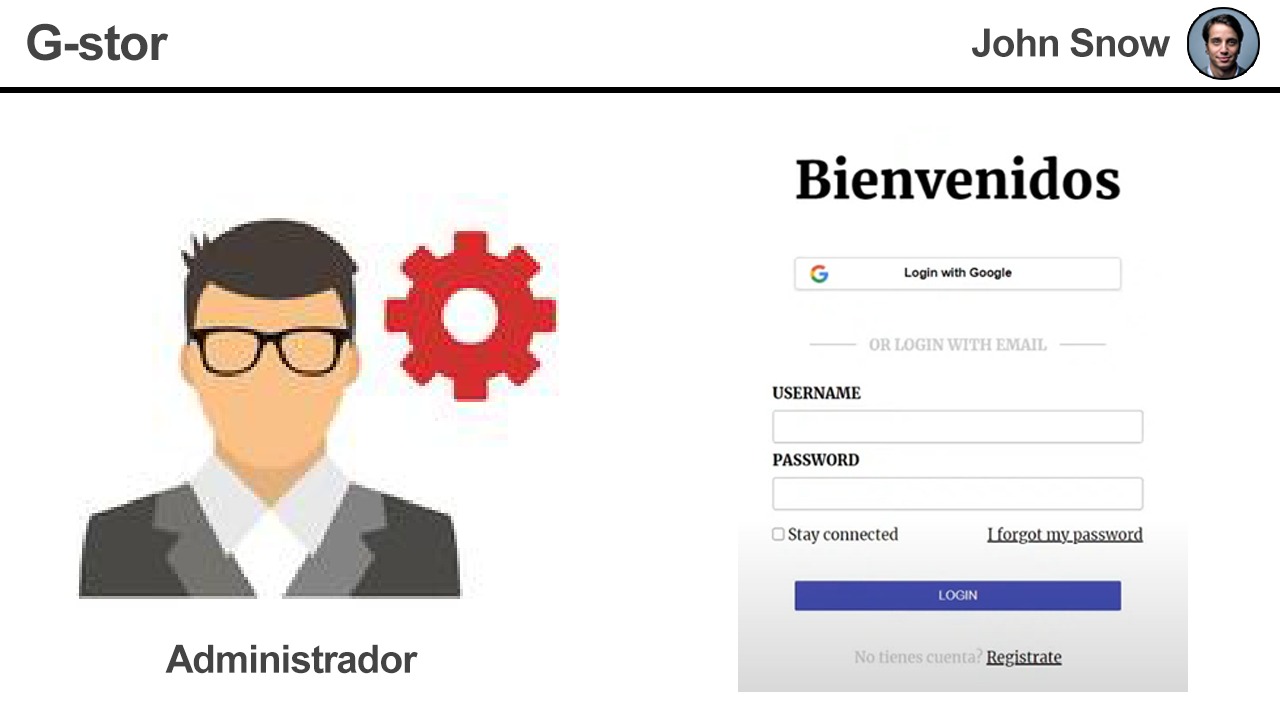 G-stor
John Snow
Bienvenidos
Login with Google
OR LOGIN WITH EMAIL
USERNAME
PASSWORD
Stay connected
I forgot my password
LOGIN
No tienes cuenta? Registrate
Administrador